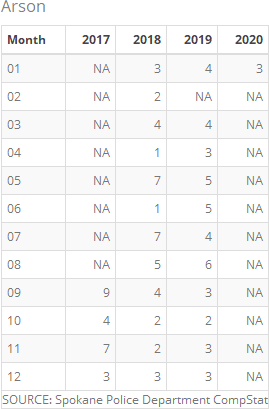 Arson
Month 2017 2018 2019 2020
01 NA 3 4 3
02 NA 2 NA NA
03 NA 4 4 NA
04 NA 1 3 NA
05 NA 7 5 NA
06 NA 1 5 NA
07 NA 7 4 NA
08 NA 5 6 NA
09 9 4 3 NA
10 4 2 2 NA
11 7 2 3 NA
12 3 3 3 NA
SOURCE: Spokane Police Department CompStat